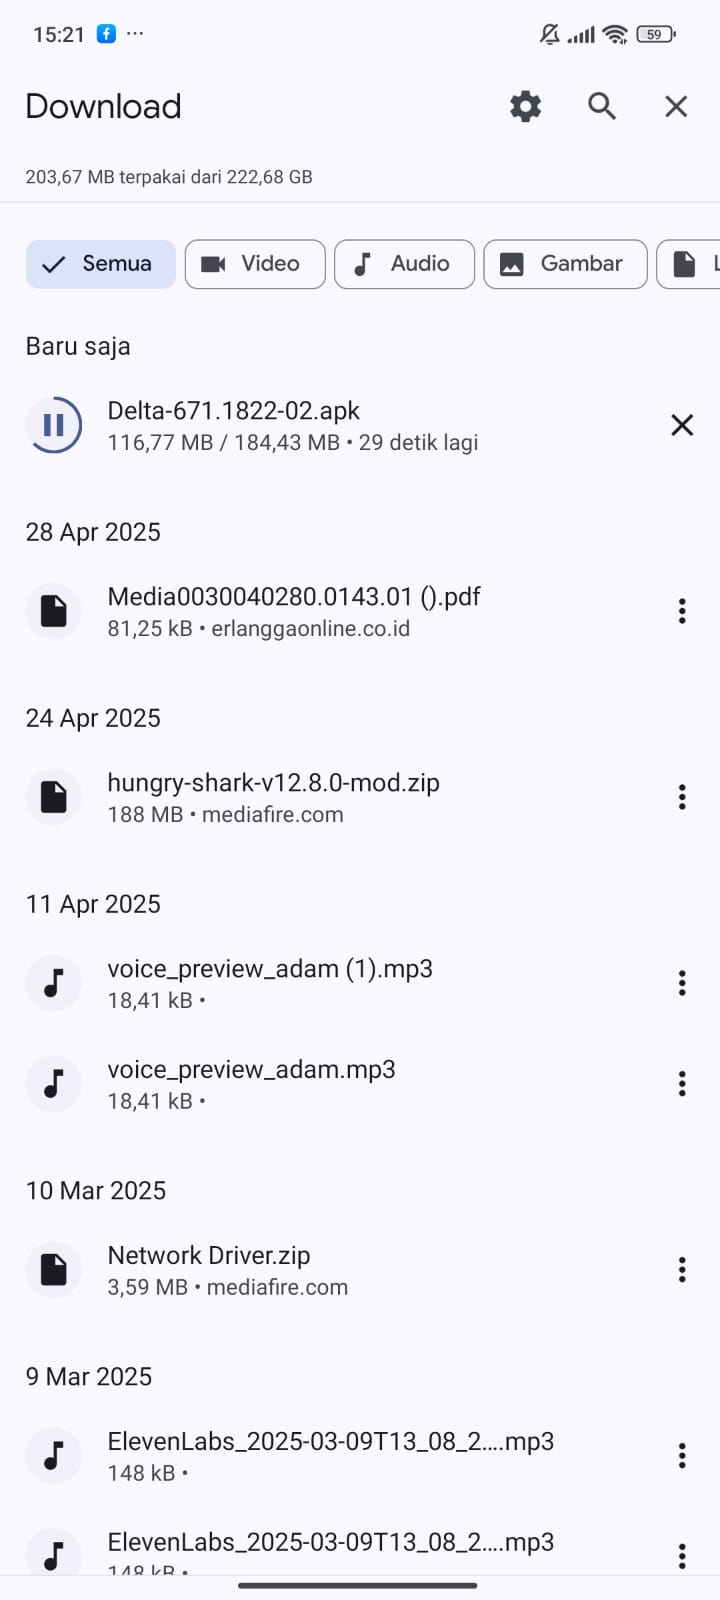 15:21
59
Download
203,67 MB terpakai dari 222,68 GB
Semua
Video
Audio
Gambar
Baru saja
Delta-671.1822-02.apk
116,77 MB / 184,43 MB • 29 detik lagi
28 Apr 2025
Media0030040280.0143.01 ().pdf
81,25 kB • erlanggaonline.co.id
24 Apr 2025
hungry-shark-v12.8.0-mod.zip
188 MB • mediafire.com
11 Apr 2025
voice_preview_adam (1).mp3
18,41 kB •
voice_preview_adam.mp3
18,41 kB •
10 Mar 2025
Network Driver.zip
3,59 MB • mediafire.com
9 Mar 2025
ElevenLabs_2025-03-09T13_08_2....mp3
148 kB •
ElevenLabs_2025-03-09T13_08_2....mp3
148 kB •